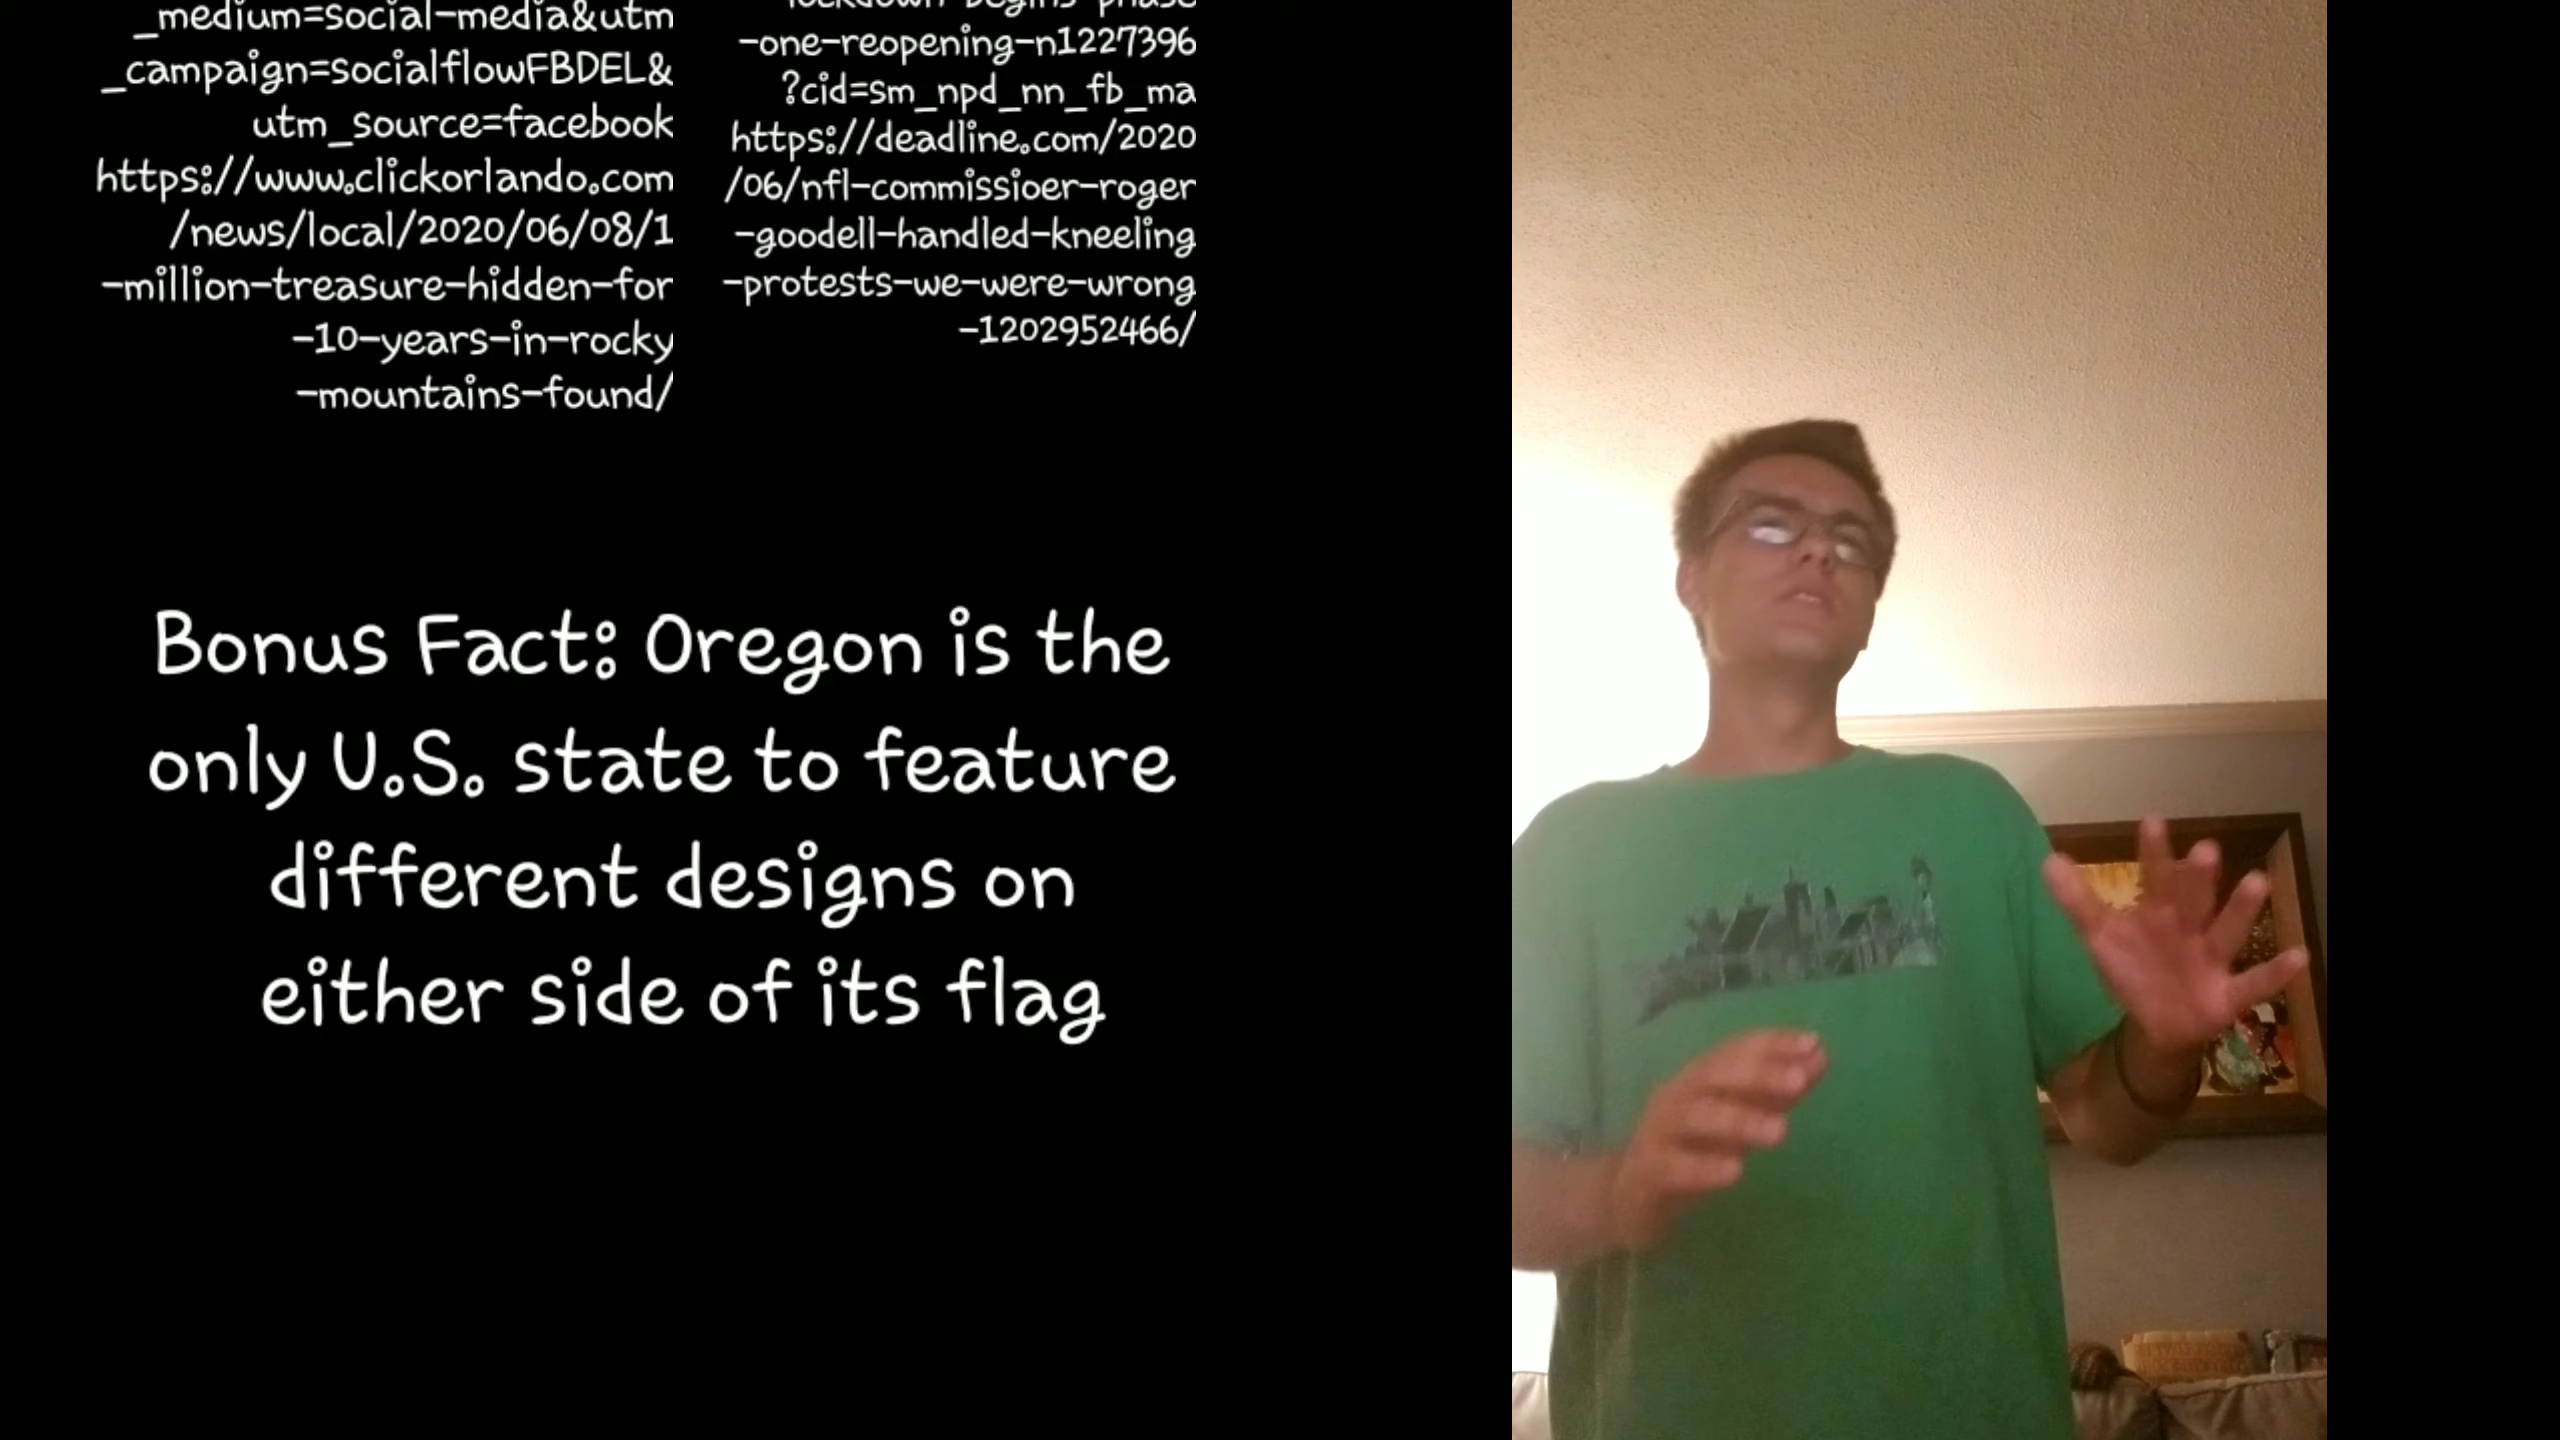 _medium=social-media&utm
_campaign=socialflowFBDEL&
utm_source=facebook
https://www.clickorlando.com
/news/local/2020/06/08/1
-million-treasure-hidden-for
-10-years-in-rocky
-mountains-found/
lockdown-begins-phase
-one-reopening-n1227396
?cid=sm_npd_nn_fb_ma
https://deadline.com/2020
/06/nfl-commissioer-roger
-goodell-handled-kneeling
-protests-we-were-wrong
-1202952466/
Bonus Fact: Oregon is the
only U.S. state to feature
different designs on
either side of its flag